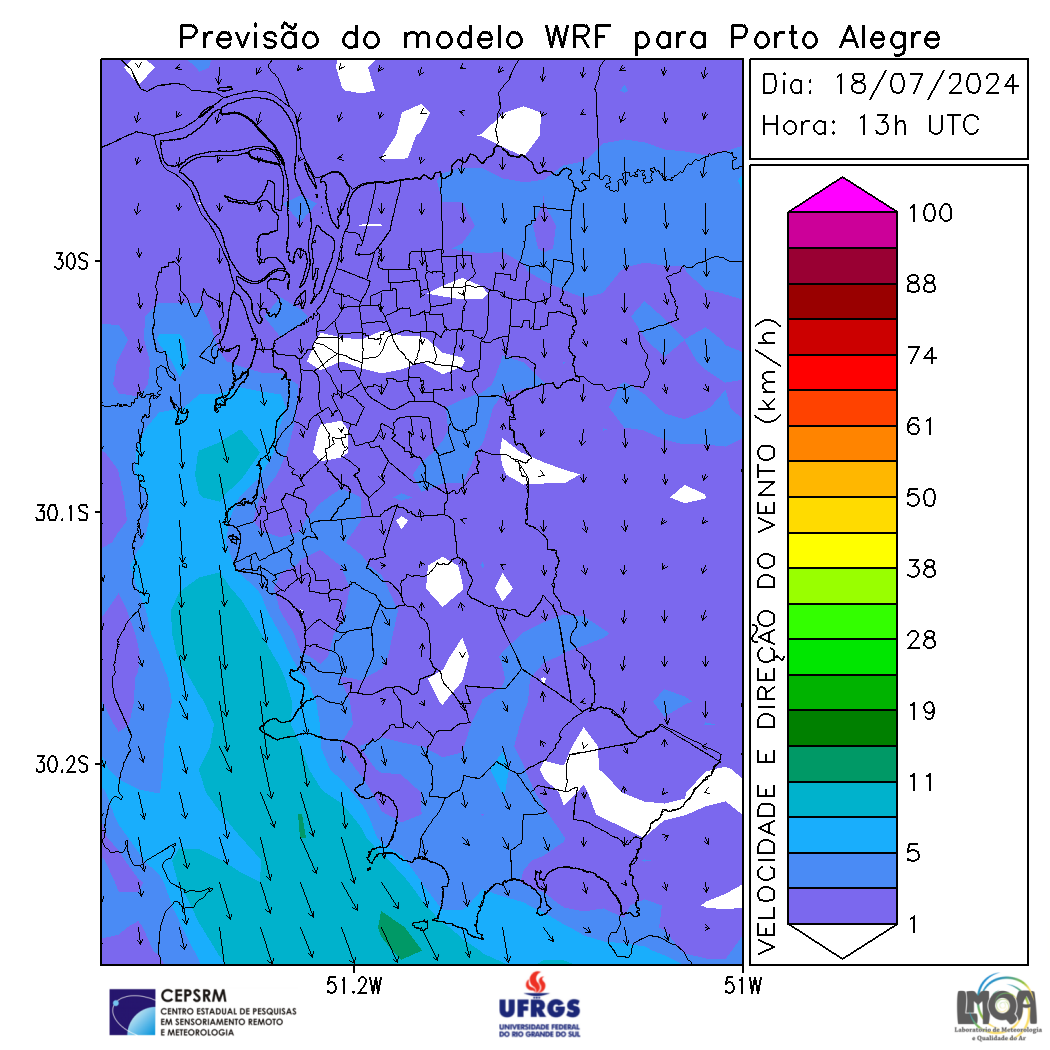 Previsão do modelo WRF para Porto Alegre
Dia: 18/07/2024
Hora: 13h UTC
30S
30.1S
30.2S
51.2W
51W
VELOCIDADE E DIREÇÃO DO VENTO (km/h)
100
88
74
61
50
38
28
19
11
5
1
CEPSRM
CENTRO ESTADUAL DE PESQUISAS
EM SENSORIAMENTO REMOTO
E METEOROLOGIA
UFRGS
UNIVERSIDADE FEDERAL
DO RIO GRANDE DO SUL
LMQA
Laboratório de Meteorologia
e Qualidade do Ar